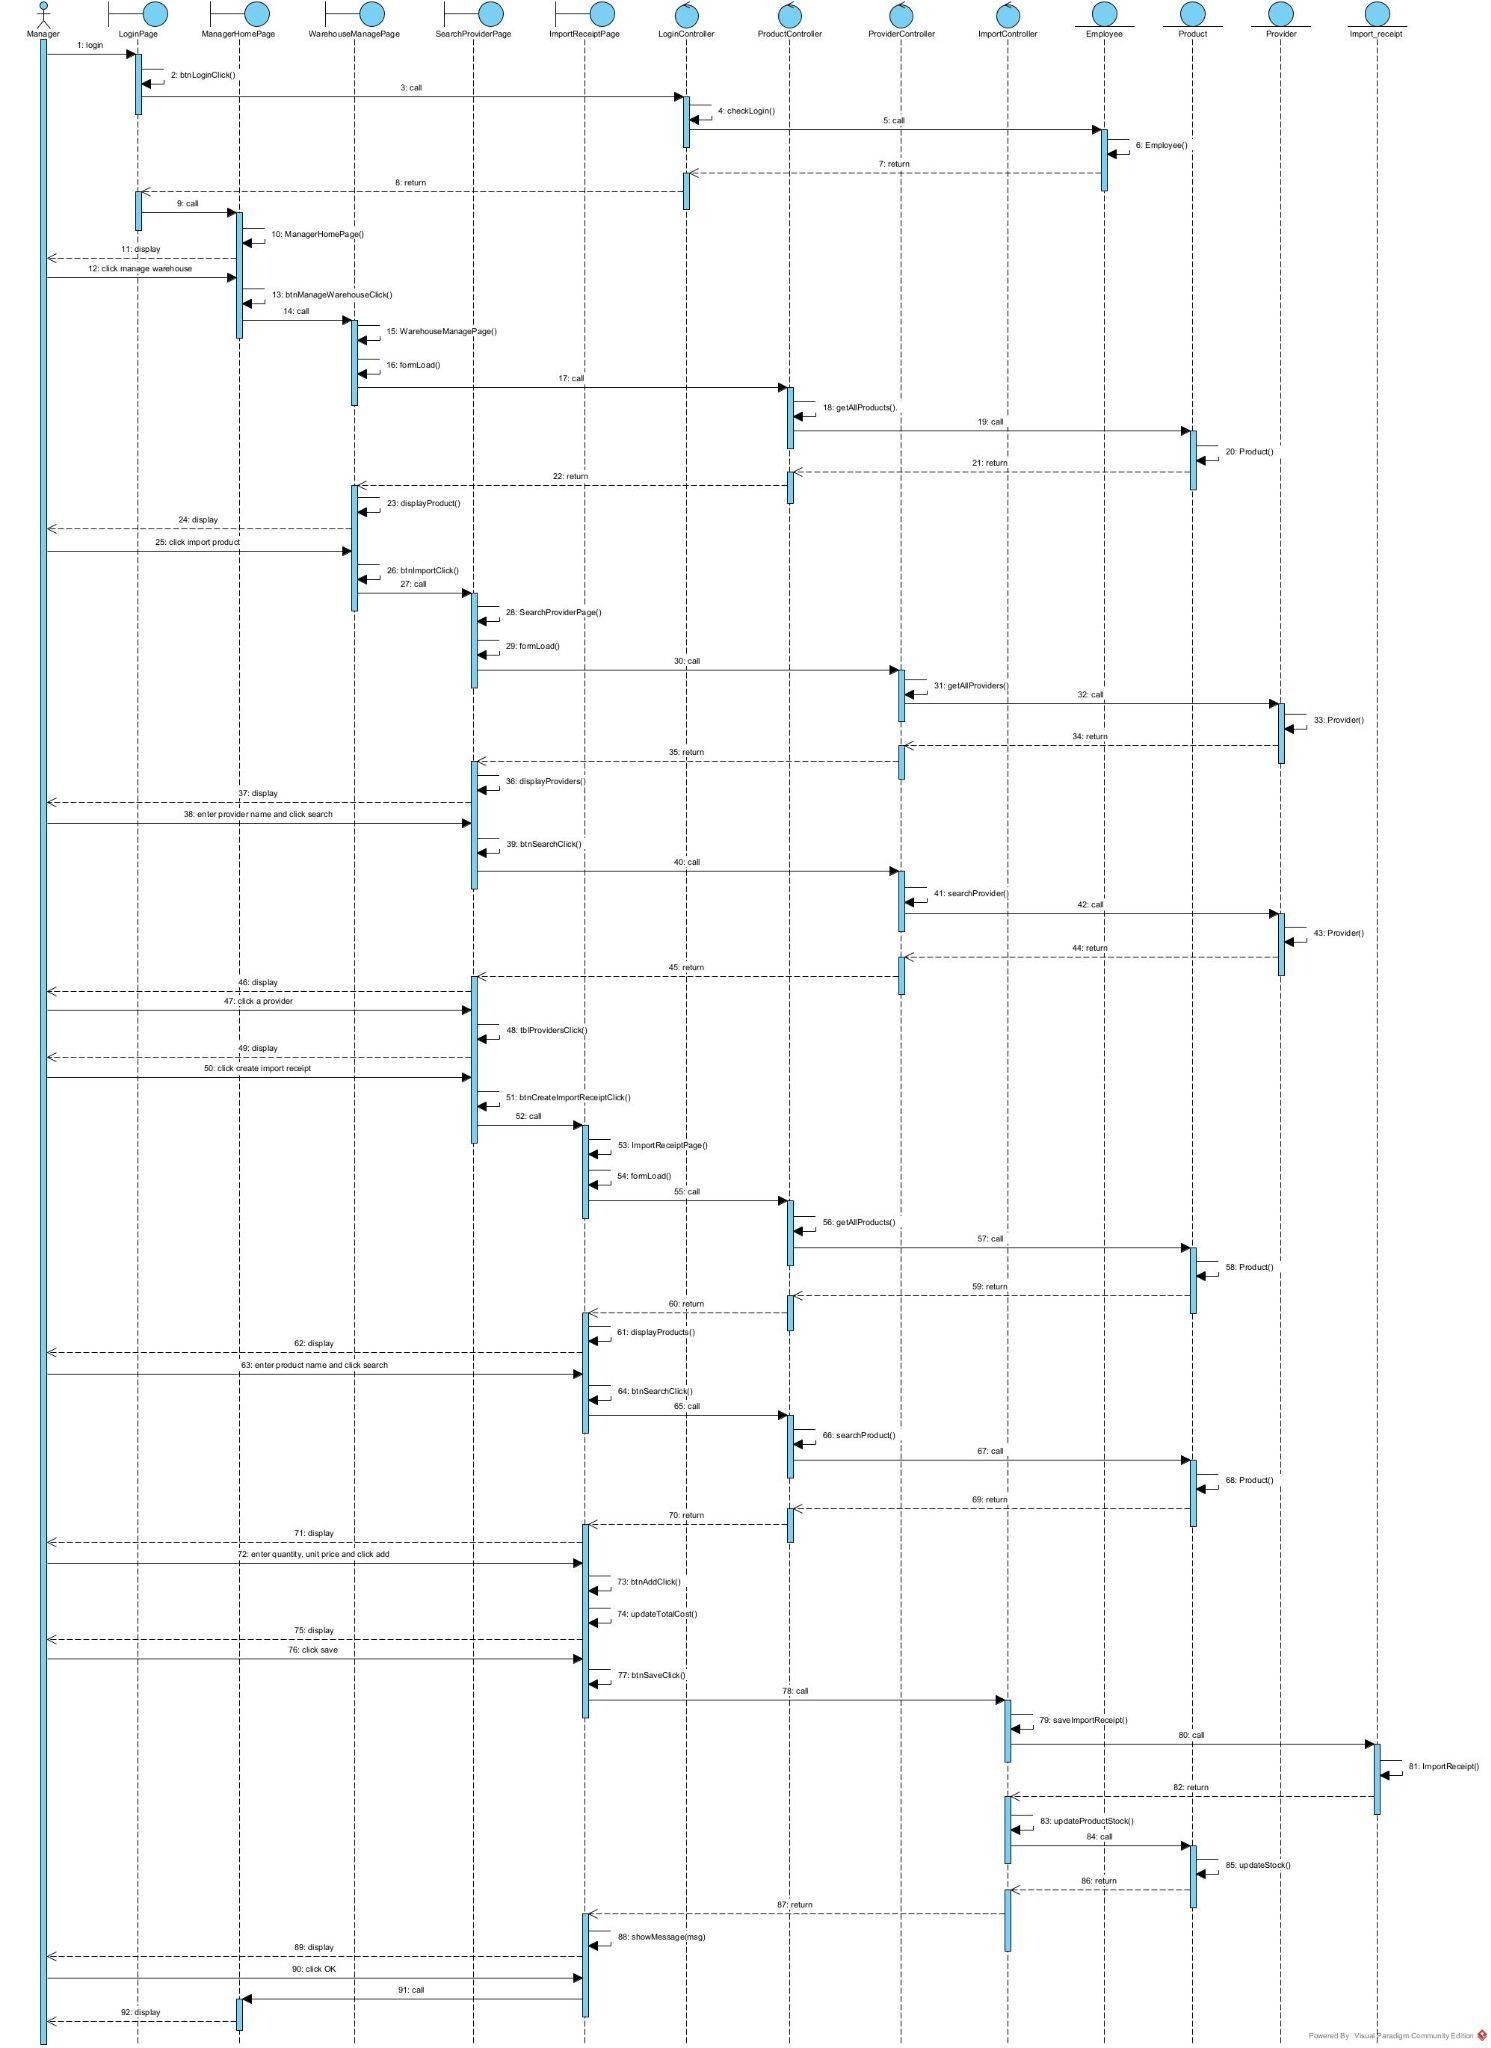 Manager
LoginPage
ManagerHomePage
WarehouseManagePage
SearchProviderPage
ImportReceiptPage
LoginController
ProductController
ProviderController
ImportController
Employee
Product
Provider
Import_receipt
1: login
2: btnLoginClick()
3: call
4: checkLogin()
5: call
6: Employee()
7: return
8: return
9: call
10: ManagerHomePage()
11: display
12: click manage warehouse
13: btnManageWarehouseClick()
14: call
15: WarehouseManagePage()
16: formLoad()
17: call
18: getAllProducts()
19: call
20: Product()
21: return
22: return
23: displayProduct()
24: display
25: click import product
26: btnImportClick()
27: call
28: SearchProviderPage()
29: formLoad()
30: call
31: getAllProviders()
32: call
33: Provider()
34: return
35: return
36: displayProviders()
37: display
38: enter provider name and click search
39: btnSearchClick()
40: call
41: searchProvider()
42: call
43: Provider()
44: return
45: return
46: display
47: click a provider
48: tblProvidersClick()
49: display
50: click create import receipt
51: btnCreateImportReceiptClick()
52: call
53: ImportReceiptPage()
54: formLoad()
55: call
56: getAllProducts()
57: call
58: Product()
59: return
60: return
61: displayProducts()
62: display
63: enter product name and click search
64: btnSearchClick()
65: call
66: searchProduct()
67: call
68: Product()
69: return
70: return
71: display
72: enter quantity, unit price and click add
73: btnAddClick()
74: updateTotalCost()
75: display
76: click save
77: btnSaveClick()
78: call
79: saveImportReceipt()
80: call
81: ImportReceipt()
82: return
83: updateProductStock()
84: call
85: updateStock()
86: return
87: return
88: showMessage(msg)
89: display
90: click OK
91: call
92: display
Powered By Visual Paradigm Community Edition